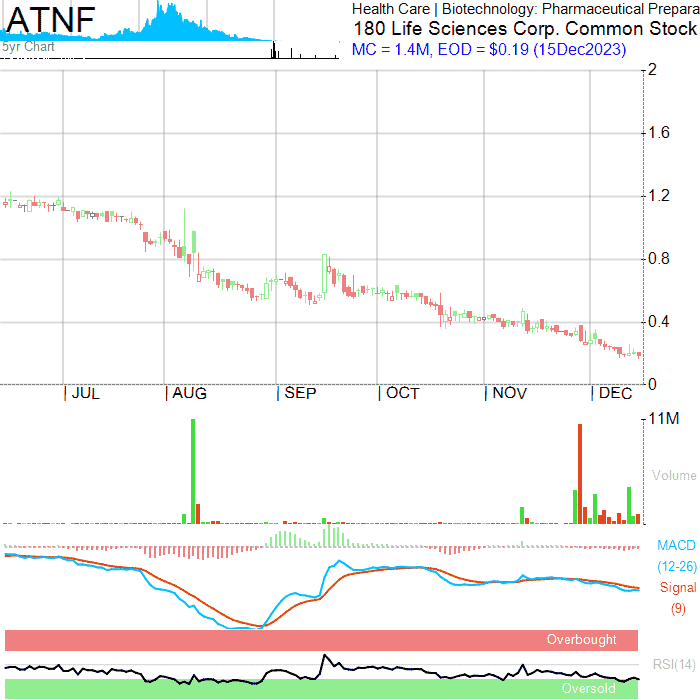 ATNF
5yr Chart
Health Care | Biotechnology: Pharmaceutical Prepara
180 Life Sciences Corp. Common Stock
MC = 1.4M, EOD = $0.19 (15Dec2023)
2
1.6
1.2
0.8
0.4
0
| JUL | AUG | SEP | OCT | NOV | DEC
11M
Volume
MACD
(12-26)
Signal
(9)
Overbought
RSI(14)
Oversold